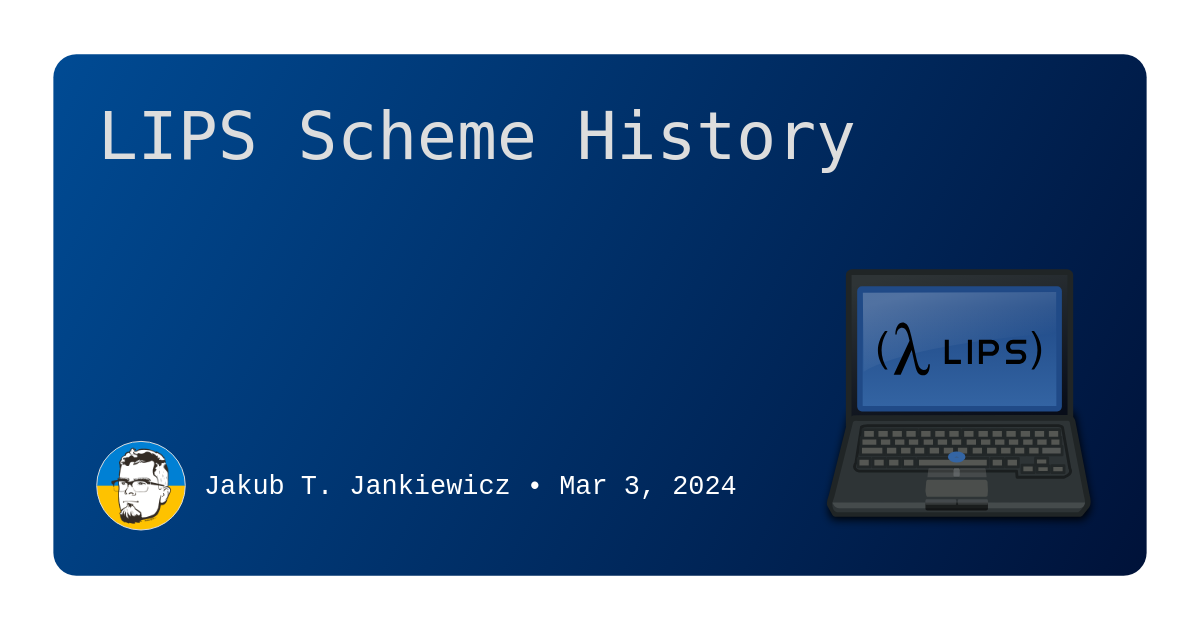 LIPS Scheme History
(λ LIPS)
Jakub T. Jankiewicz • Mar 3, 2024